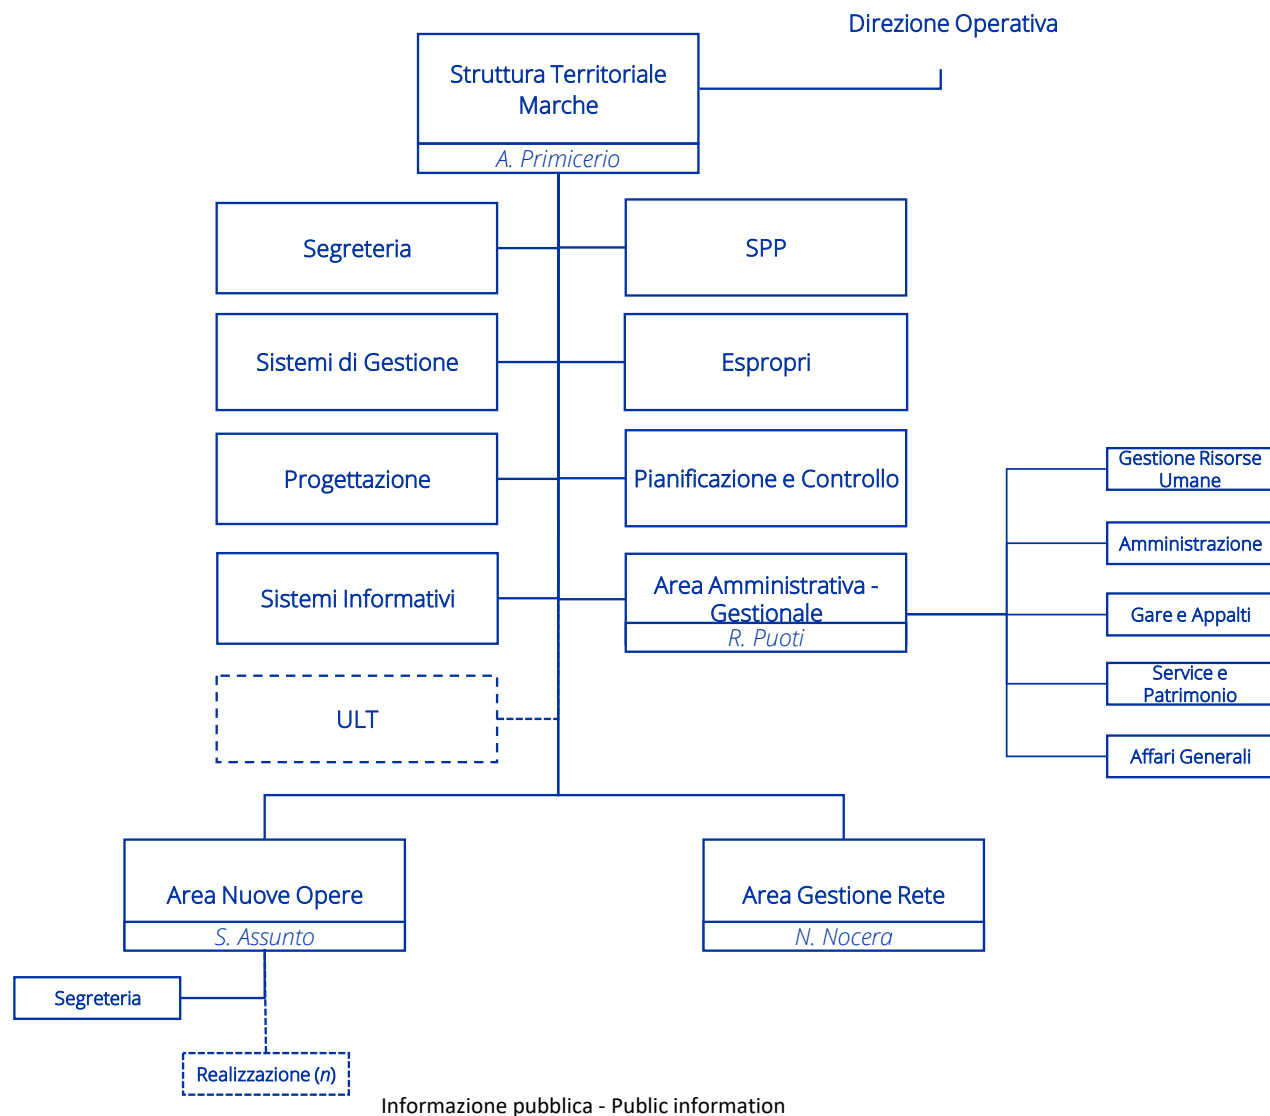 Direzione Operativa
Struttura Territoriale
Marche
A. Primicerio
Segreteria
SPP
Sistemi di Gestione
Espropri
Progettazione
Pianificazione e Controllo
Sistemi Informativi
Area Amministrativa -
Gestionale
R. Puoti
Gestione Risorse
Umane
Amministrazione
Gare e Appalti
Service e
Patrimonio
Affari Generali
ULT
Area Nuove Opere
S. Assunto
Area Gestione Rete
N. Nocera
Segreteria
Realizzazione (n)
Informazione pubblica - Public information